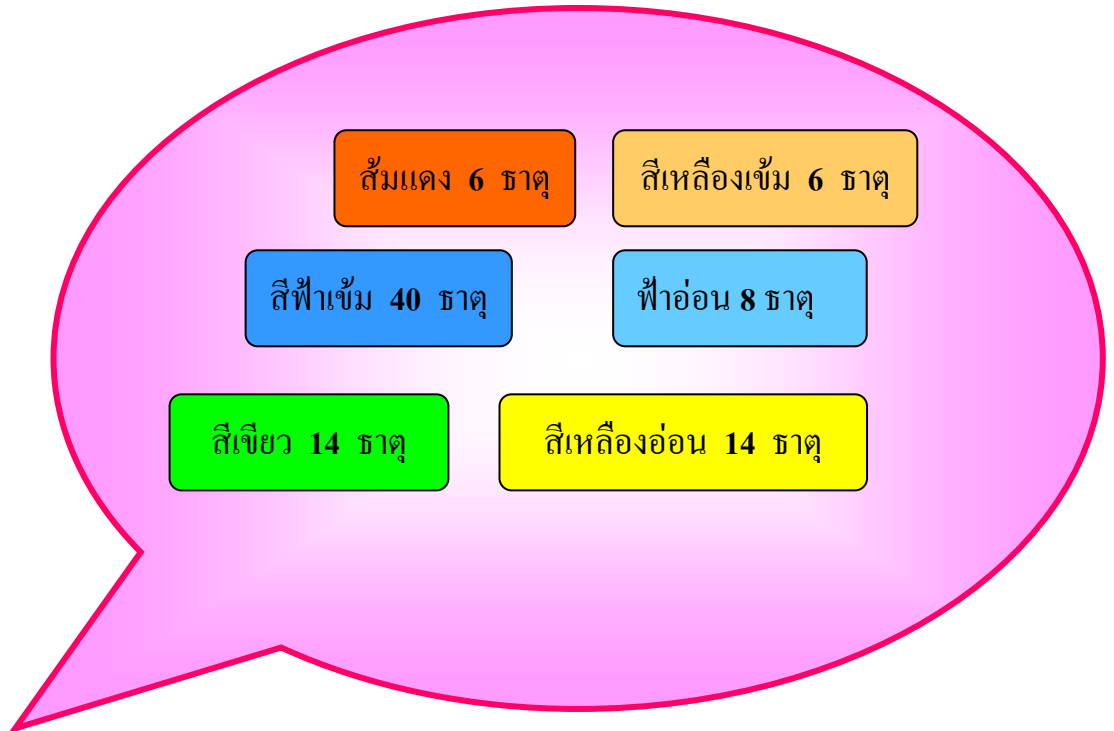 ส้มแดง 6 ธาตุ
สีเหลืองเข้ม 6 ธาตุ
สีฟ้าเข้ม 40 ธาตุ
ฟ้าอ่อน 8 ธาตุ
สีเขียว 14 ธาตุ
สีเหลืองอ่อน 14 ธาตุ